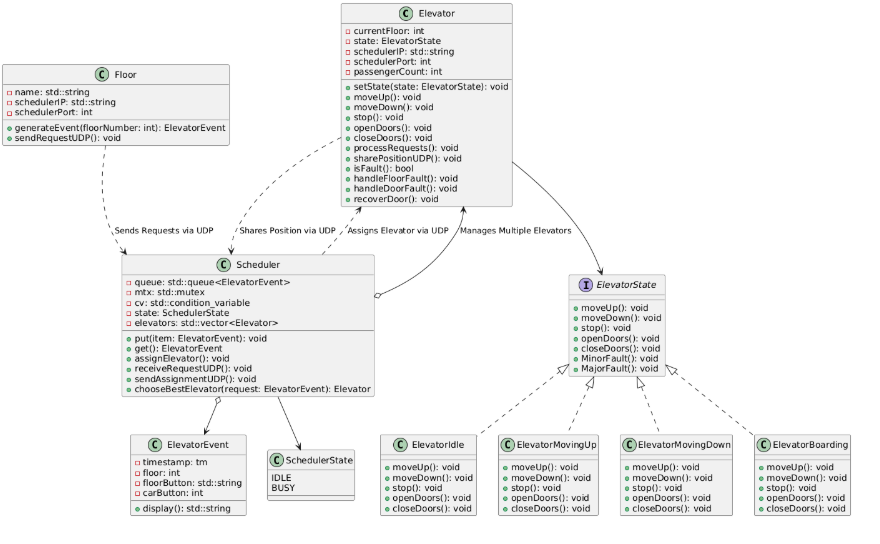 C Elevator
currentFloor: int
state: ElevatorState
schedulerIP: std::string
schedulerPort: int
passengerCount: int
setState(state: ElevatorState): void
moveUp(): void
moveDown(): void
stop(): void
openDoors(): void
closeDoors(): void
processRequests(): void
sharePositionUDP(): void
isFault(): bool
handleFloorFault(): void
handleDoorFault(): void
recoverDoor(): void
C Floor
name: std::string
schedulerIP: std::string
schedulerPort: int
generateEvent(floorNumber: int): ElevatorEvent
sendRequestUDP(): void
Sends Requests via UDP
Shares Position via UDP
Assigns Elevator via UDP
Manages Multiple Elevators
C Scheduler
queue: std::queue<ElevatorEvent>
mtx: std::mutex
cv: std::condition_variable
state: SchedulerState
elevators: std::vector<Elevator>
put(item: ElevatorEvent): void
get(): ElevatorEvent
assignElevator(): void
receiveRequestUDP(): void
sendAssignmentUDP(): void
chooseBestElevator(request: ElevatorEvent): Elevator
I ElevatorState
moveUp(): void
moveDown(): void
stop(): void
openDoors(): void
closeDoors(): void
MinorFault(): void
MajorFault(): void
C ElevatorEvent
timestamp: tm
floor: int
floorButton: std::string
carButton: int
display(): std::string
C SchedulerState
IDLE
BUSY
C ElevatorIdle
moveUp(): void
moveDown(): void
stop(): void
openDoors(): void
closeDoors(): void
C ElevatorMovingUp
moveUp(): void
moveDown(): void
stop(): void
openDoors(): void
closeDoors(): void
C ElevatorMovingDown
moveUp(): void
moveDown(): void
stop(): void
openDoors(): void
closeDoors(): void
C ElevatorBoarding
moveUp(): void
moveDown(): void
stop(): void
openDoors(): void
closeDoors(): void